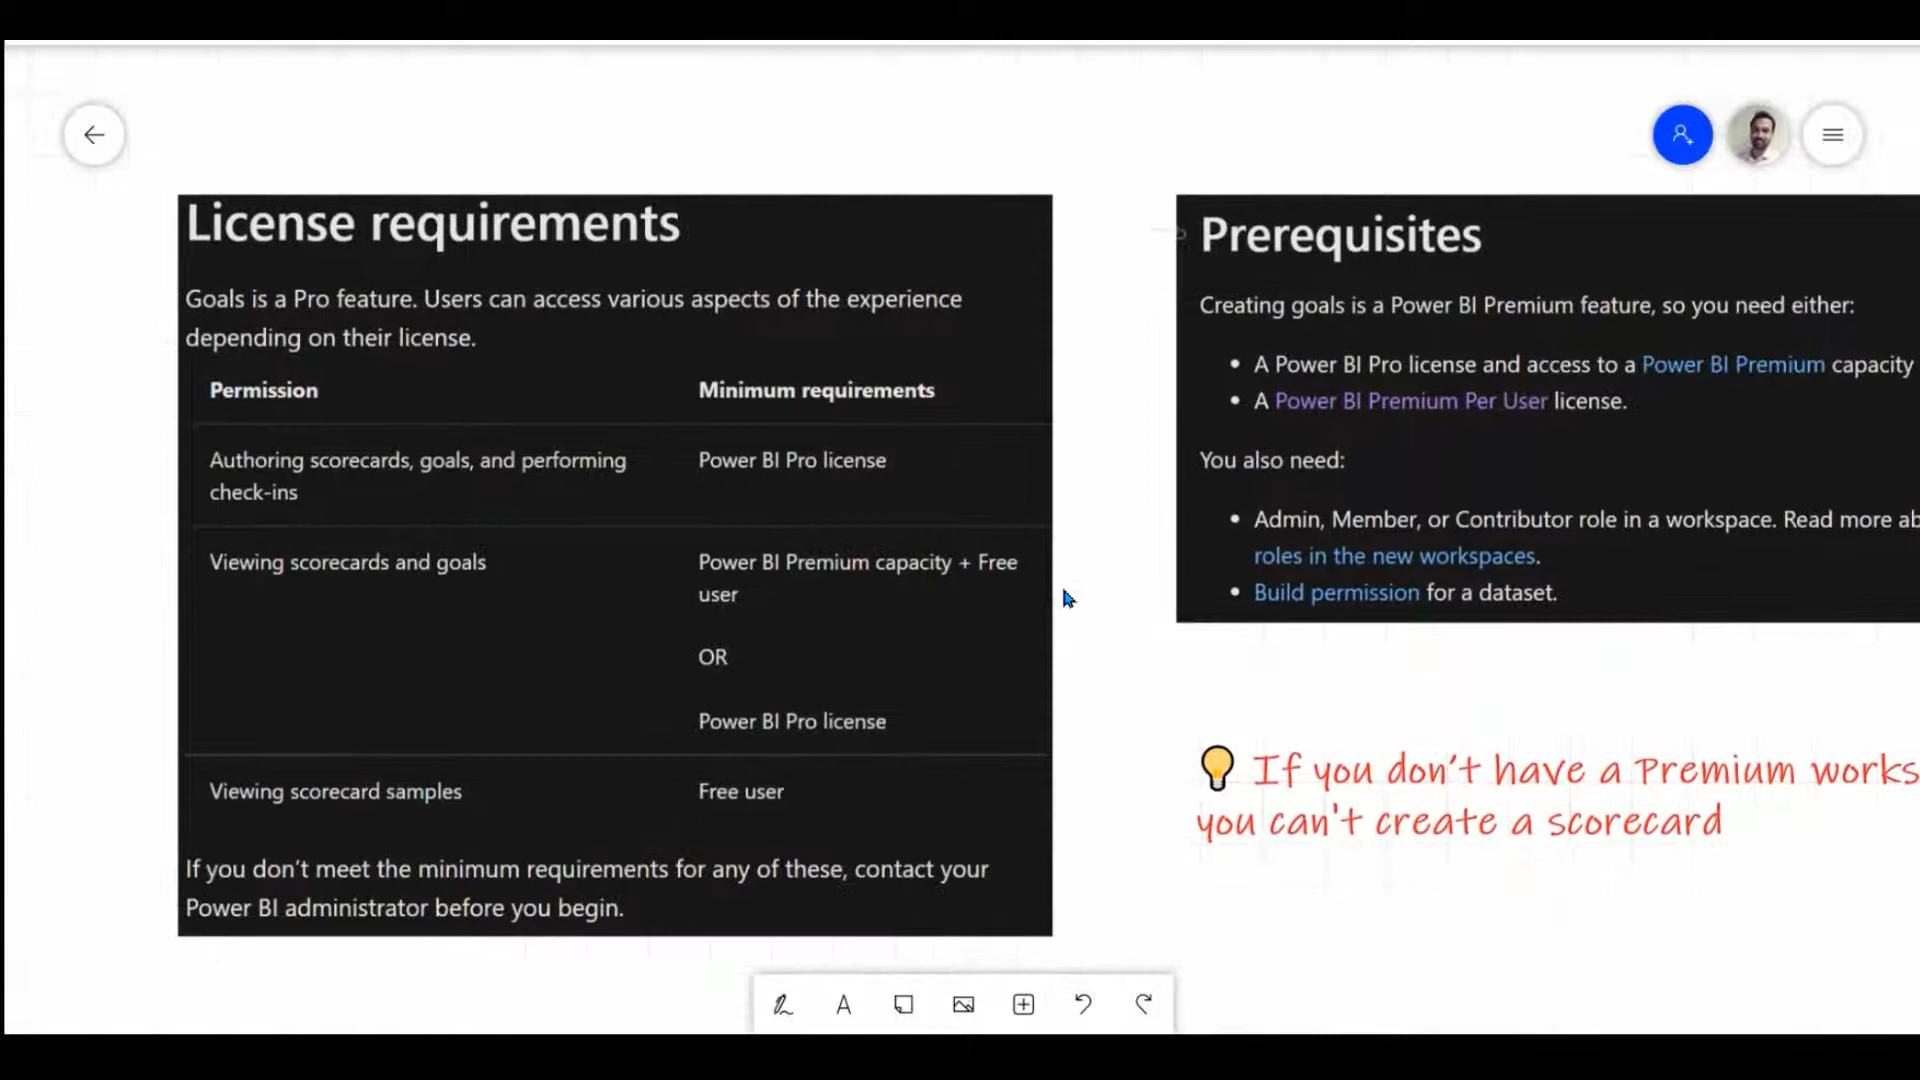 License requirements
Goals is a Pro feature. Users can access various aspects of the experience
depending on their license.
Permission Minimum requirements
Authoring scorecards, goals, and performing Power BI Pro license
check-ins
Viewing scorecards and goals Power BI Premium capacity + Free
user
OR
Power BI Pro license
Viewing scorecard samples Free user
If you don't meet the minimum requirements for any of these, contact your
Power BI administrator before you begin.
Prerequisites
Creating goals is a Power BI Premium feature, so you need either:
• A Power BI Pro license and access to a Power BI Premium capacity
• A Power BI Premium Per User license.
You also need:
• Admin, Member, or Contributor role in a workspace. Read more ab
roles in the new workspaces.
• Build permission for a dataset.
If you don't have a Premium works
you can't create a scorecard